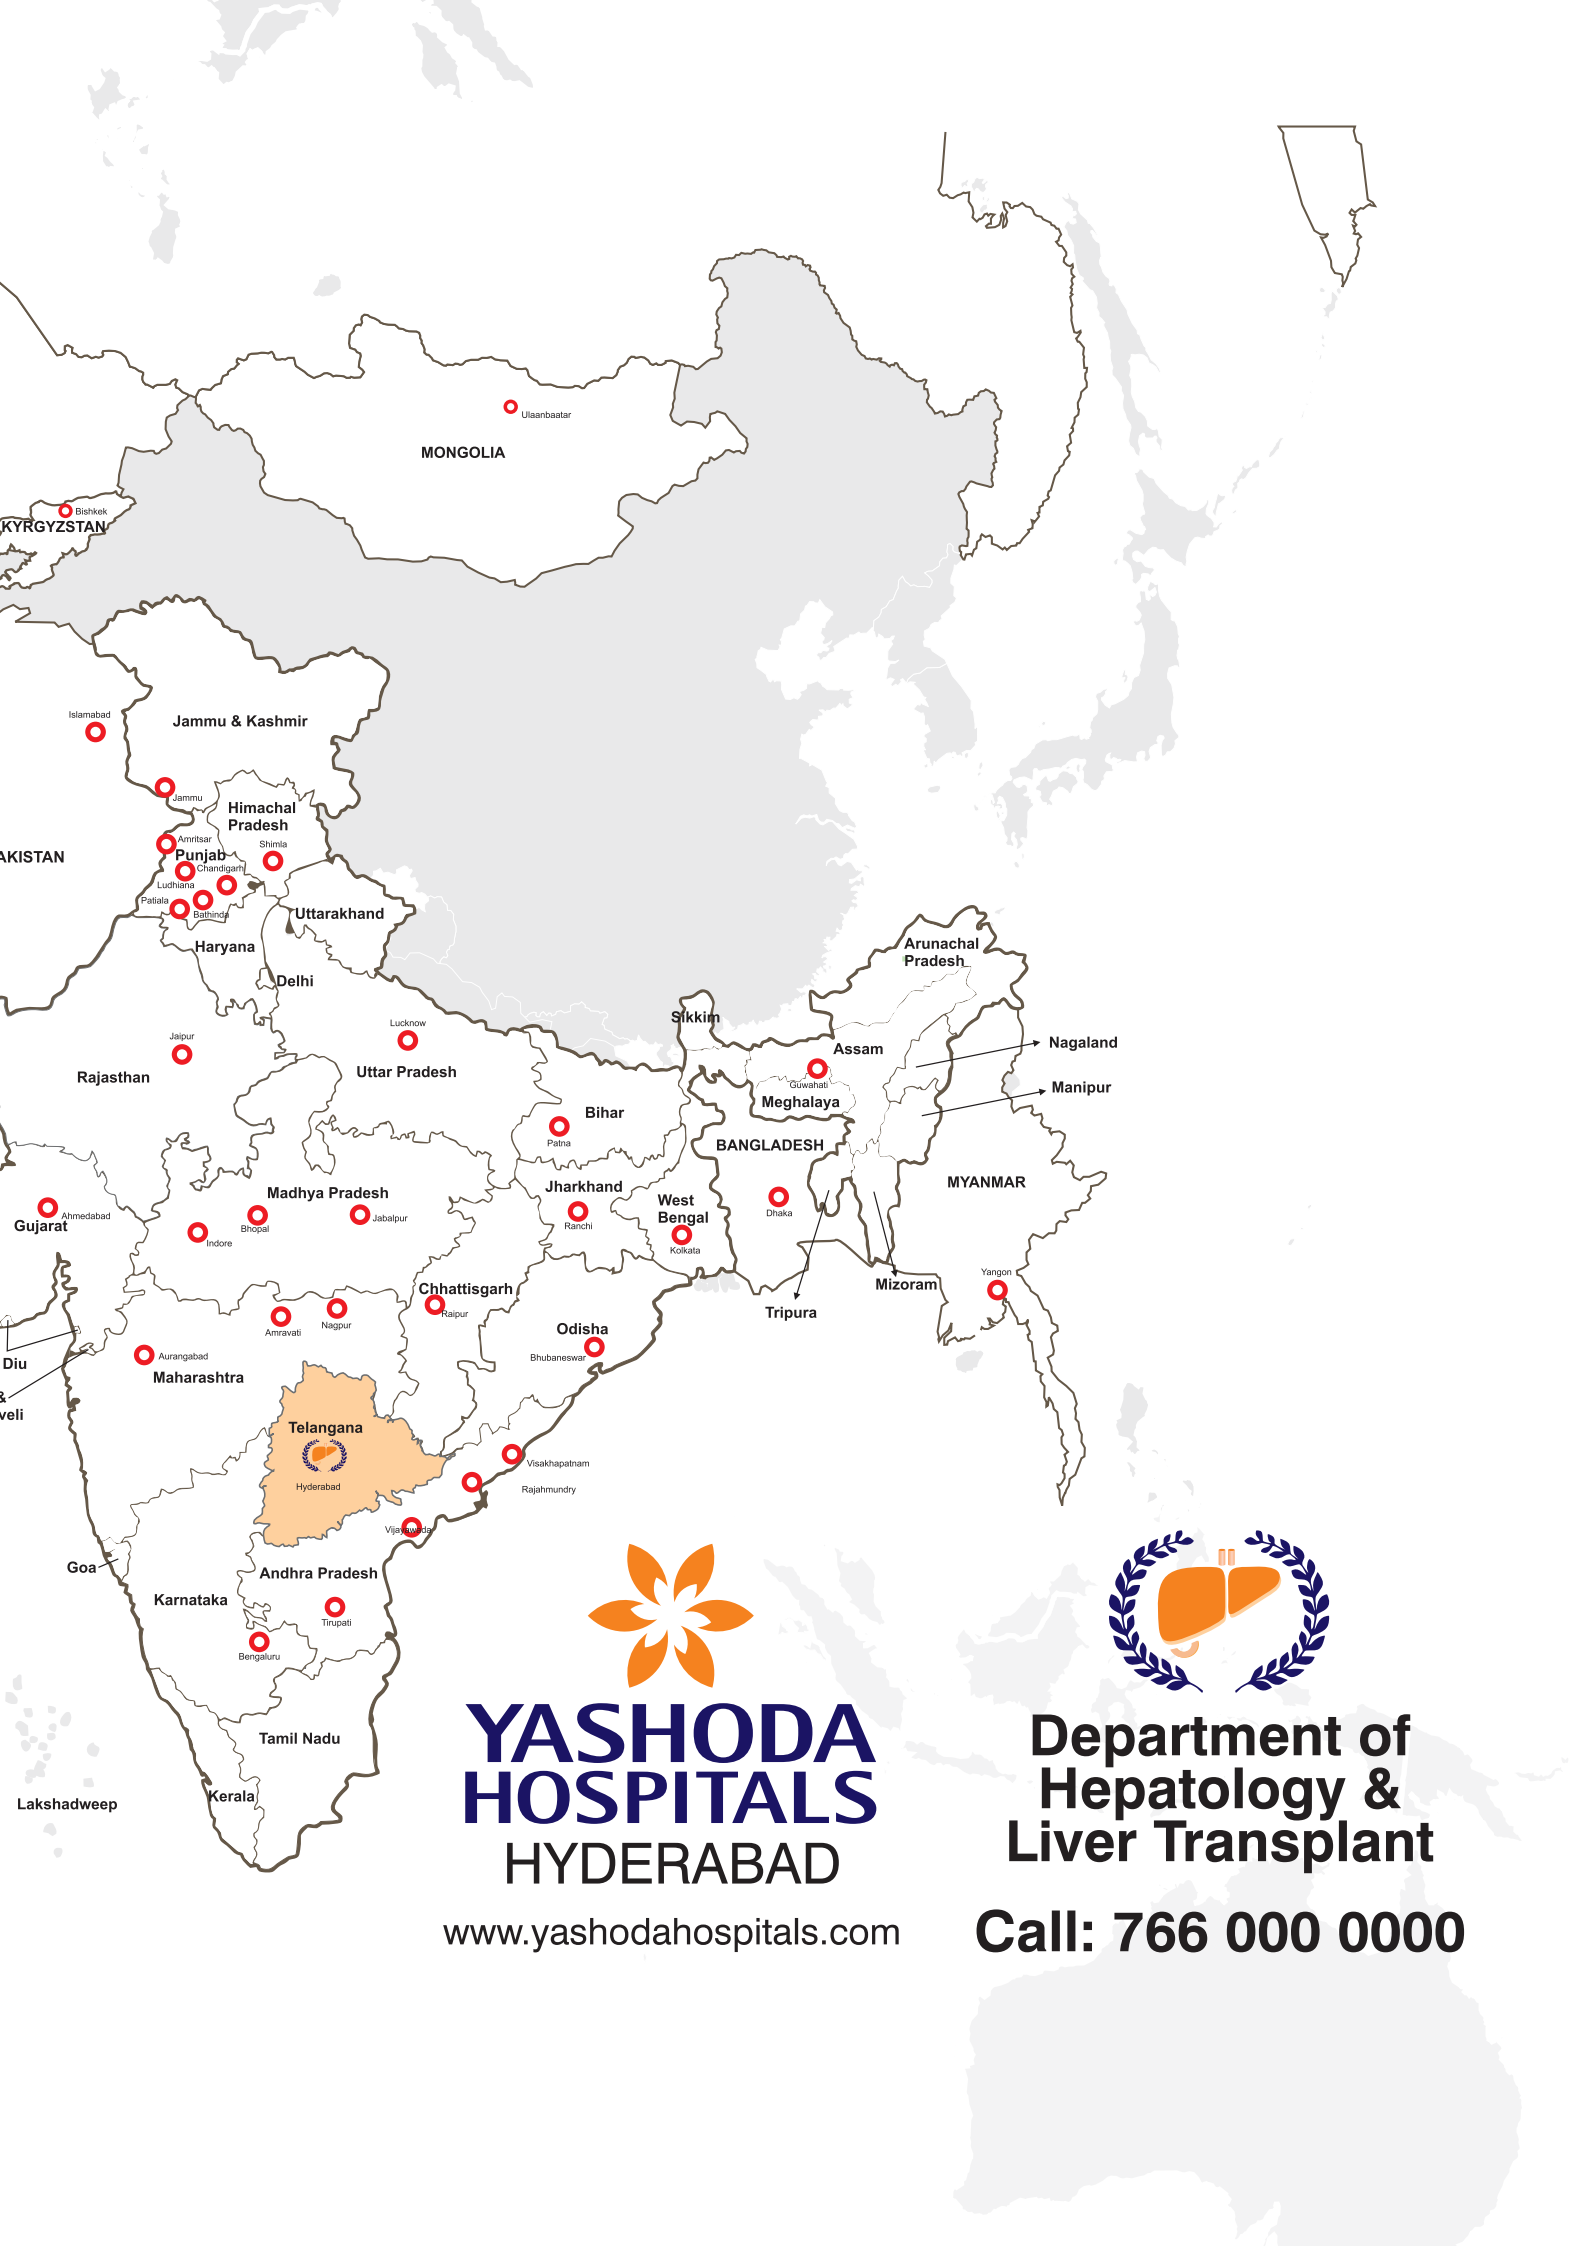 Ulaanbaatar
MONGOLIA
Bishkek
KYRGYZSTAN
Islamabad
Jammu & Kashmir
Jammu
Himachal
Pradesh
Amritsar
Shimla
AKISTAN
Punjab
Chandigarh
Ludhiana
Patiala
Bathinda
Uttarakhand
Haryana
Delhi
Arunachal
Pradesh
Sikkim
Lucknow
Jaipur
Nagaland
Assam
Rajasthan
Uttar Pradesh
Guwahati
Manipur
Meghalaya
Bihar
Patna
BANGLADESH
MYANMAR
Jharkhand
Madhya Pradesh
West
Bengal
Ahmedabad
Gujarat
Bhopal
Jabalpur
Indore
Ranchi
Dhaka
Kolkata
Yangon
Mizoram
Tripura
Chhattisgarh
Raipur
Amravati
Nagpur
Odisha
Bhubaneswar
Aurangabad
Diu
Maharashtra
&
veli
Telangana
Hyderabad
Visakhapatnam
Rajahmundry
Vijayawada
Goa
Andhra Pradesh
Karnataka
Tirupati
Bengaluru
Tamil Nadu
Kerala
Lakshadweep
YASHODA
HOSPITALS
HYDERABAD
www.yashodahospitals.com
Department of
Hepatology &
Liver Transplant
Call: 766 000 0000